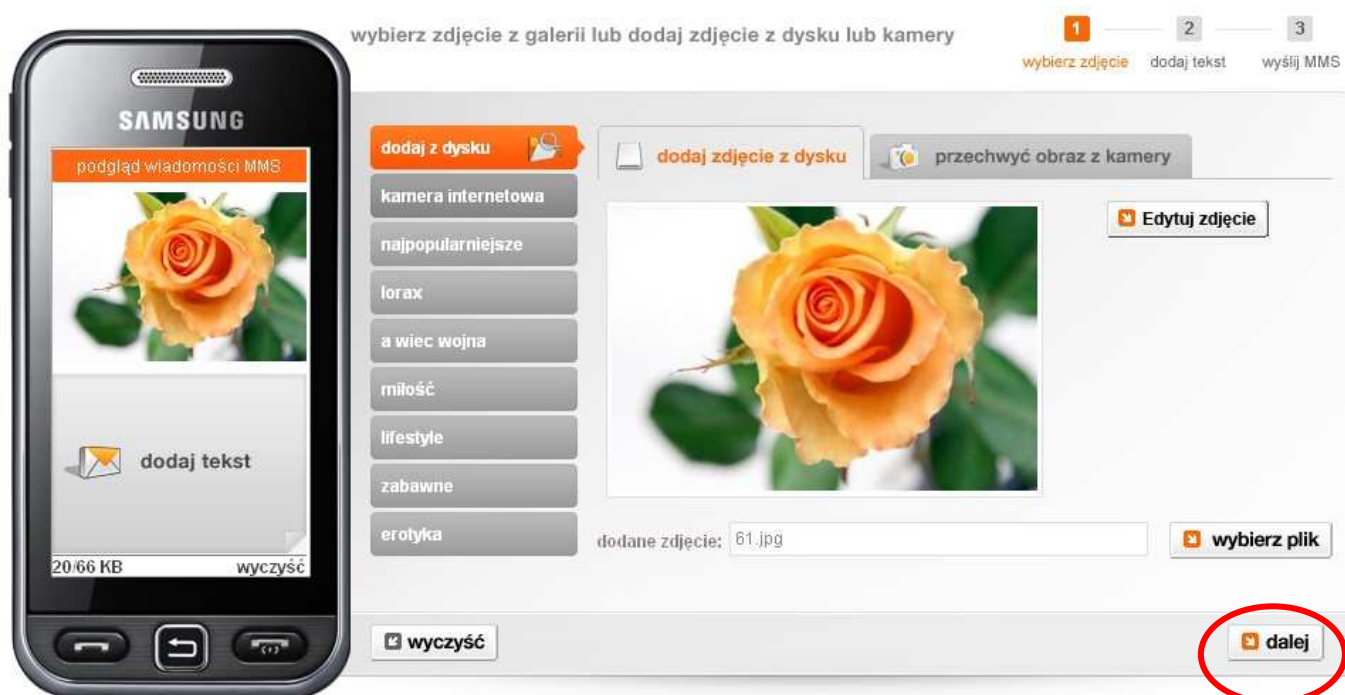 wybierz zdjęcie z galerii lub dodaj zdjęcie z dysku lub kamery
1
2
3
wybierz zdjęcie
dodaj tekst
wyślij MMS
SAMSUNG
podgląd wiadomości MMS
dodaj tekst
20/66 KB
wyczyść
dodaj z dysku
kamera internetowa
najpopularniejsze
lorax
a wiec wojna
miłość
lifestyle
zabawne
erotyka
dodaj zdjęcie z dysku
przechwyć obraz z kamery
Edytuj zdjęcie
dodane zdjęcie:
61.jpg
wybierz plik
wyczyść
dalej